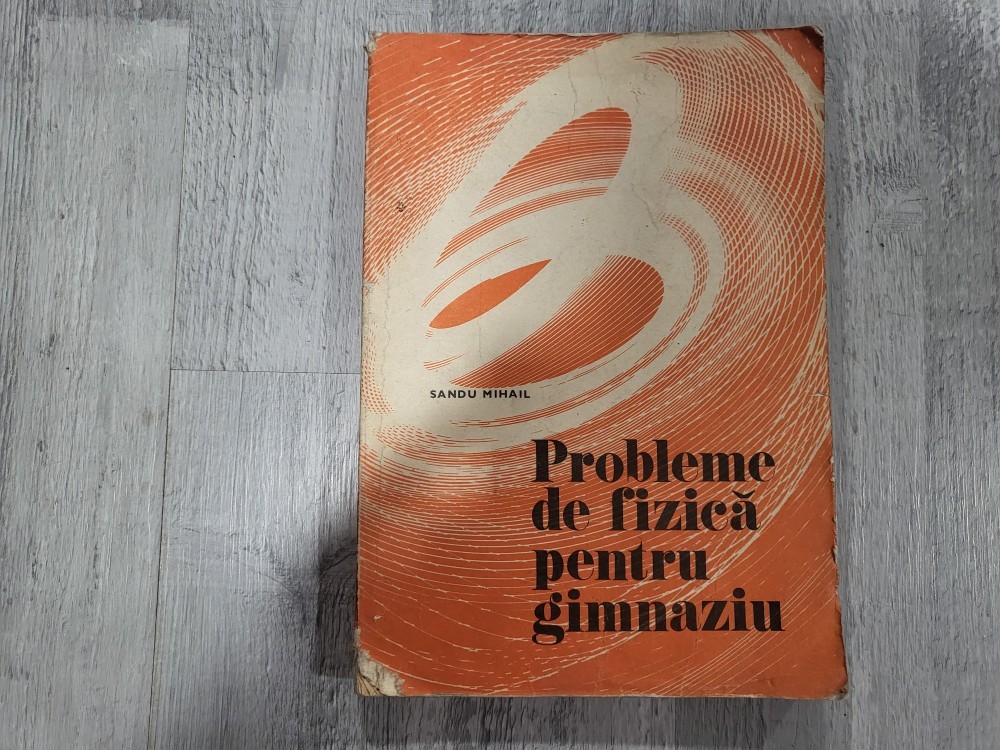 SANDU MIHAIL
Probleme
de fizică
pentru
gimnaziu